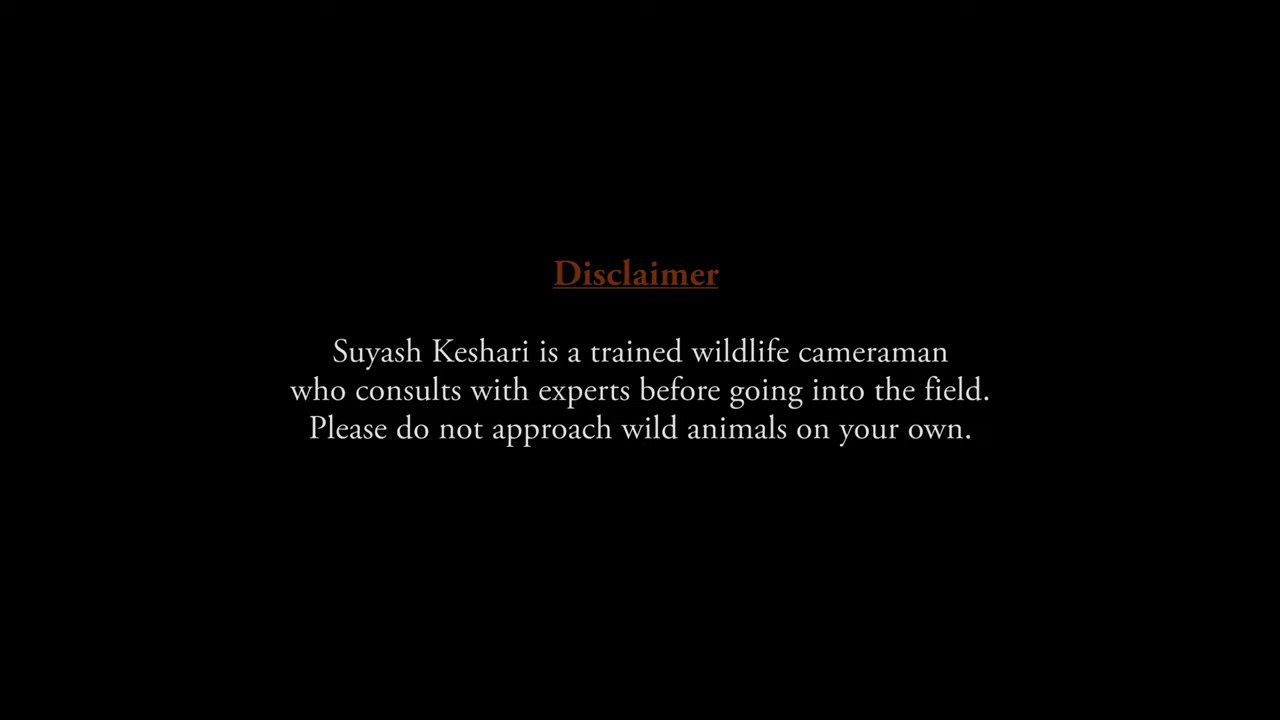 Disclaimer
Suyash Keshari is a trained wildlife cameraman
who consults with experts before going into the field.
Please do not approach wild animals on your own.